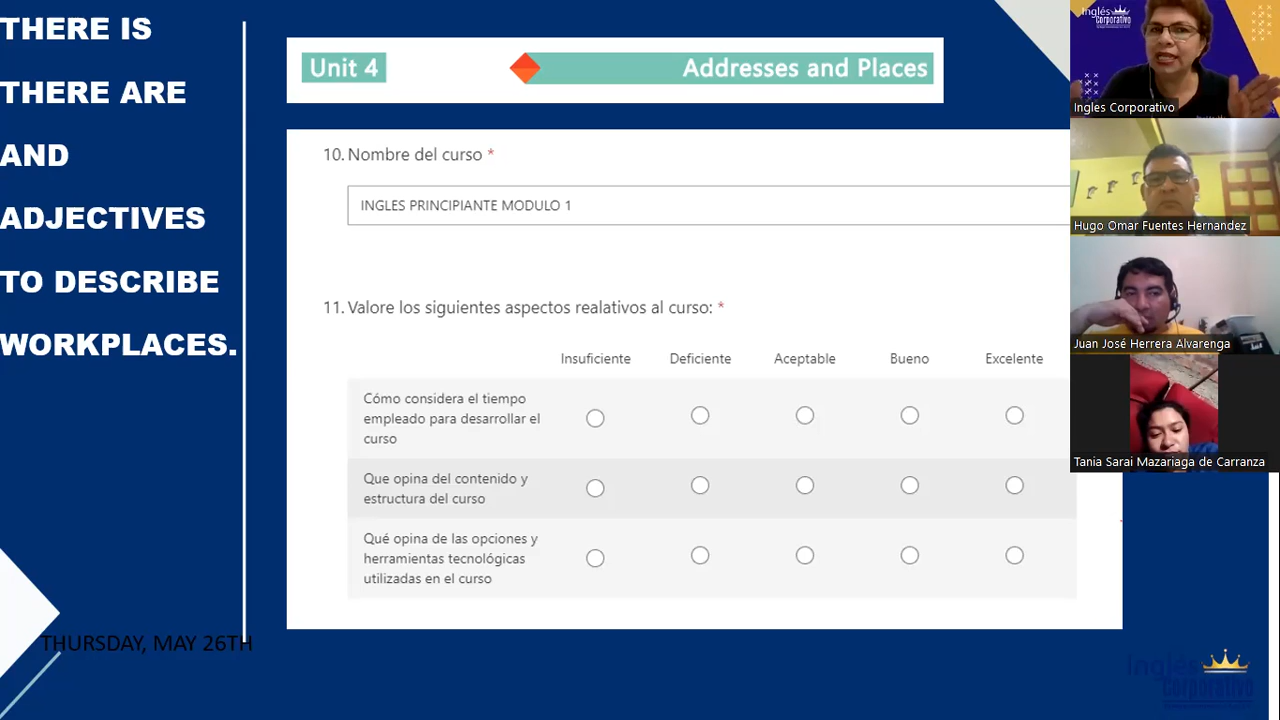 THERE IS
THERE ARE
AND
ADJECTIVES
TO DESCRIBE
WORKPLACES.
THURSDAY, MAY 26TH
Unit 4
Addresses and Places
10. Nombre del curso *
INGLES PRINCIPIANTE MODULO 1
11. Valore los siguientes aspectos realativos al curso: *
Insuficiente Deficiente Aceptable Bueno Excelente
Cómo considera el tiempo
empleado para desarrollar el
curso
Que opina del contenido y
estructura del curso
Qué opina de las opciones y
herramientas tecnológicas
utilizadas en el curso
Inglés
Corporativo
Ingles Corporativo
Hugo Omar Fuentes Hernandez
Juan José Herrera Alvarenga
Tania Sarai Mazariaga de Carranza
Inglés
Corporativo